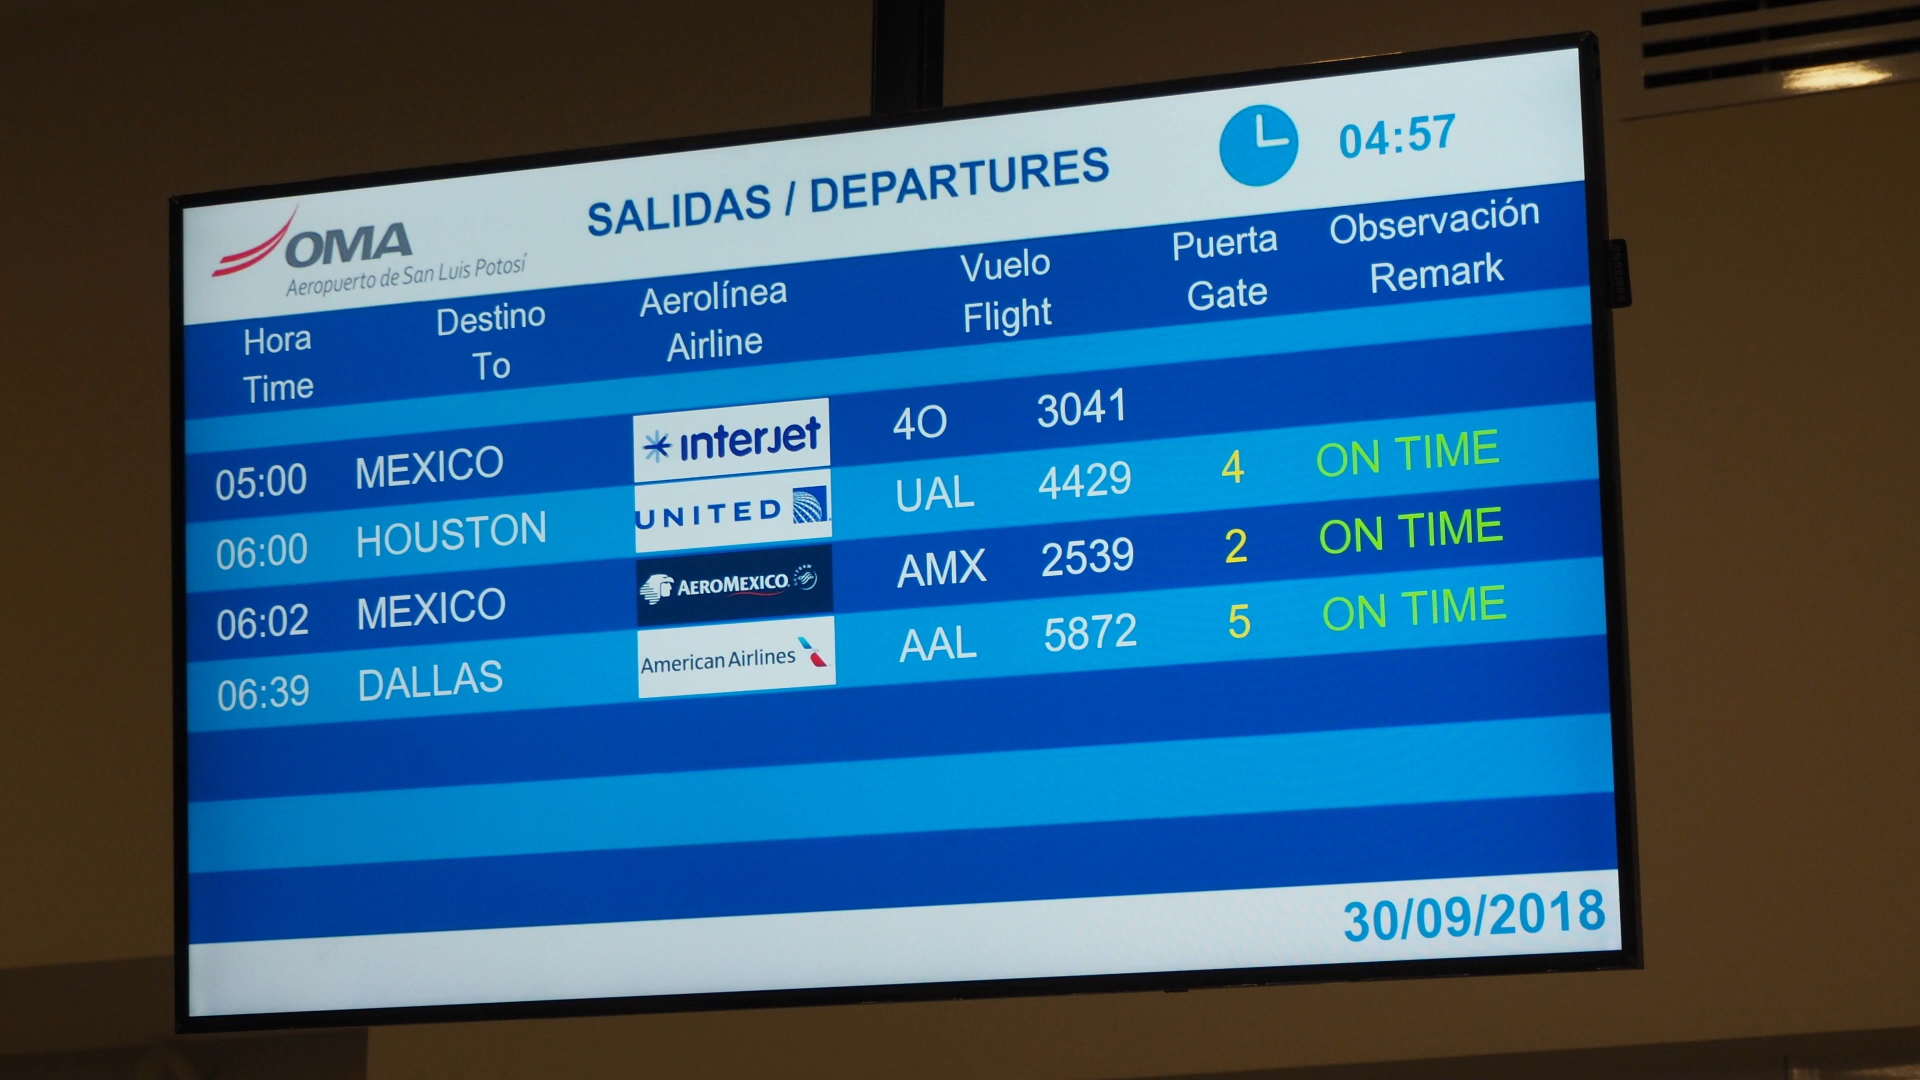 OMA
Aeropuerto de San Luis Potosí
SALIDAS / DEPARTURES
04:57
Hora Destino Aerolínea Vuelo Puerta Observación
Time To Airline Flight Gate Remark
05:00 MEXICO interjet 4O 3041
06:00 HOUSTON UNITED UAL 4429 4 ON TIME
06:02 MEXICO AEROMEXICO AMX 2539 2 ON TIME
06:39 DALLAS American Airlines AAL 5872 5 ON TIME
30/09/2018